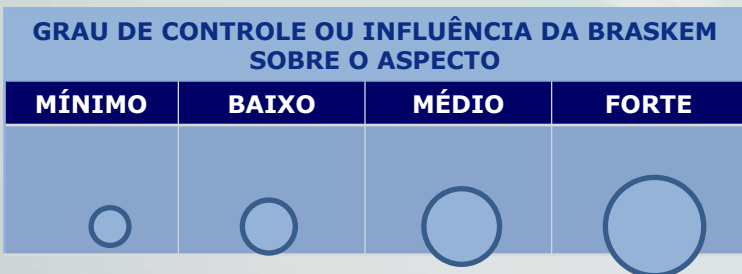 GRAU DE CONTROLE OU INFLUÊNCIA DA BRASKEM
SOBRE O ASPECTO
MÍNIMO BAIXO MÉDIO FORTE